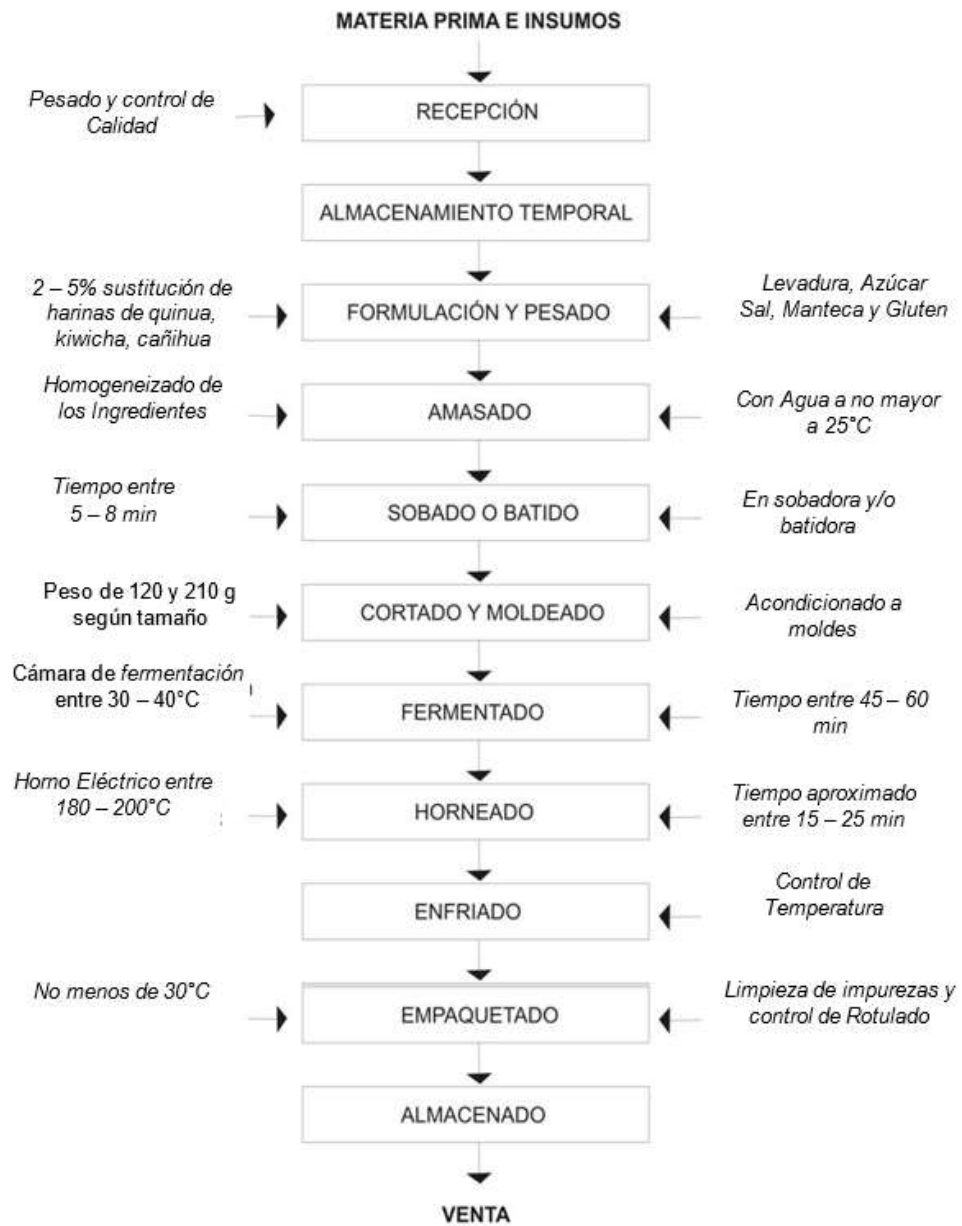 MATERIA PRIMA E INSUMOS
Pesado y control de
Calidad
RECEPCIÓN
ALMACENAMIENTO TEMPORAL
2 – 5% sustitución de
harinas de quinua,
kiwicha, cañihua
FORMULACIÓN Y PESADO
Levadura, Azúcar
Sal, Manteca y Gluten
Homogeneizado de
los Ingredientes
AMASADO
Con Agua a no mayor
a 25°C
Tiempo entre
5 – 8 min
SOBADO O BATIDO
En sobadora y/o
batidora
Peso de 120 y 210 g
según tamaño
CORTADO Y MOLDEADO
Acondicionado a
moldes
Cámara de fermentación
entre 30 – 40°C
FERMENTADO
Tiempo entre 45 – 60
min
Horno Eléctrico entre
180 – 200°C
HORNEADO
Tiempo aproximado
entre 15 – 25 min
ENFRIADO
Control de
Temperatura
No menos de 30°C
EMPAQUETADO
Limpieza de impurezas y
control de Rotulado
ALMACENADO
VENTA